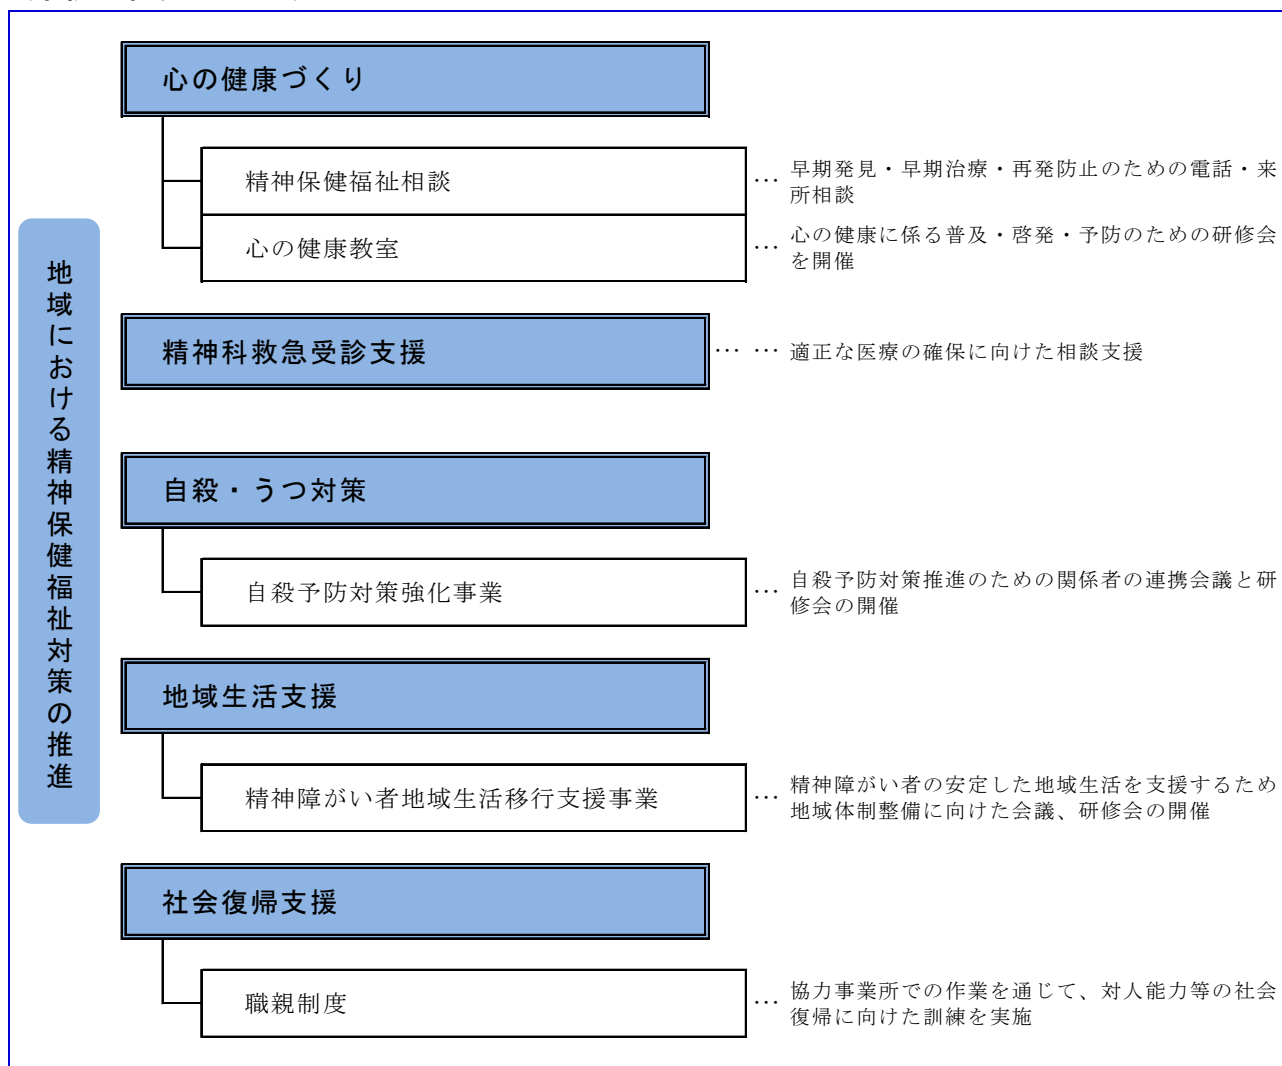 地域における精神保健福祉対策の推進
心の健康づくり
精神保健福祉相談
… 早期発見・早期治療・再発防止のための電話・来
所相談
心の健康教室
… 心の健康に係る普及・啓発・予防のための研修会
を開催
精神科救急受診支援
… … 適正な医療の確保に向けた相談支援
自殺・うつ対策
自殺予防対策強化事業
… 自殺予防対策推進のための関係者の連携会議と研
修会の開催
地域生活支援
精神障がい者地域生活移行支援事業
… 精神障がい者の安定した地域生活を支援するため
地域体制整備に向けた会議、研修会の開催
社会復帰支援
職親制度
… 協力事業所での作業を通じて、対人能力等の社会
復帰に向けた訓練を実施